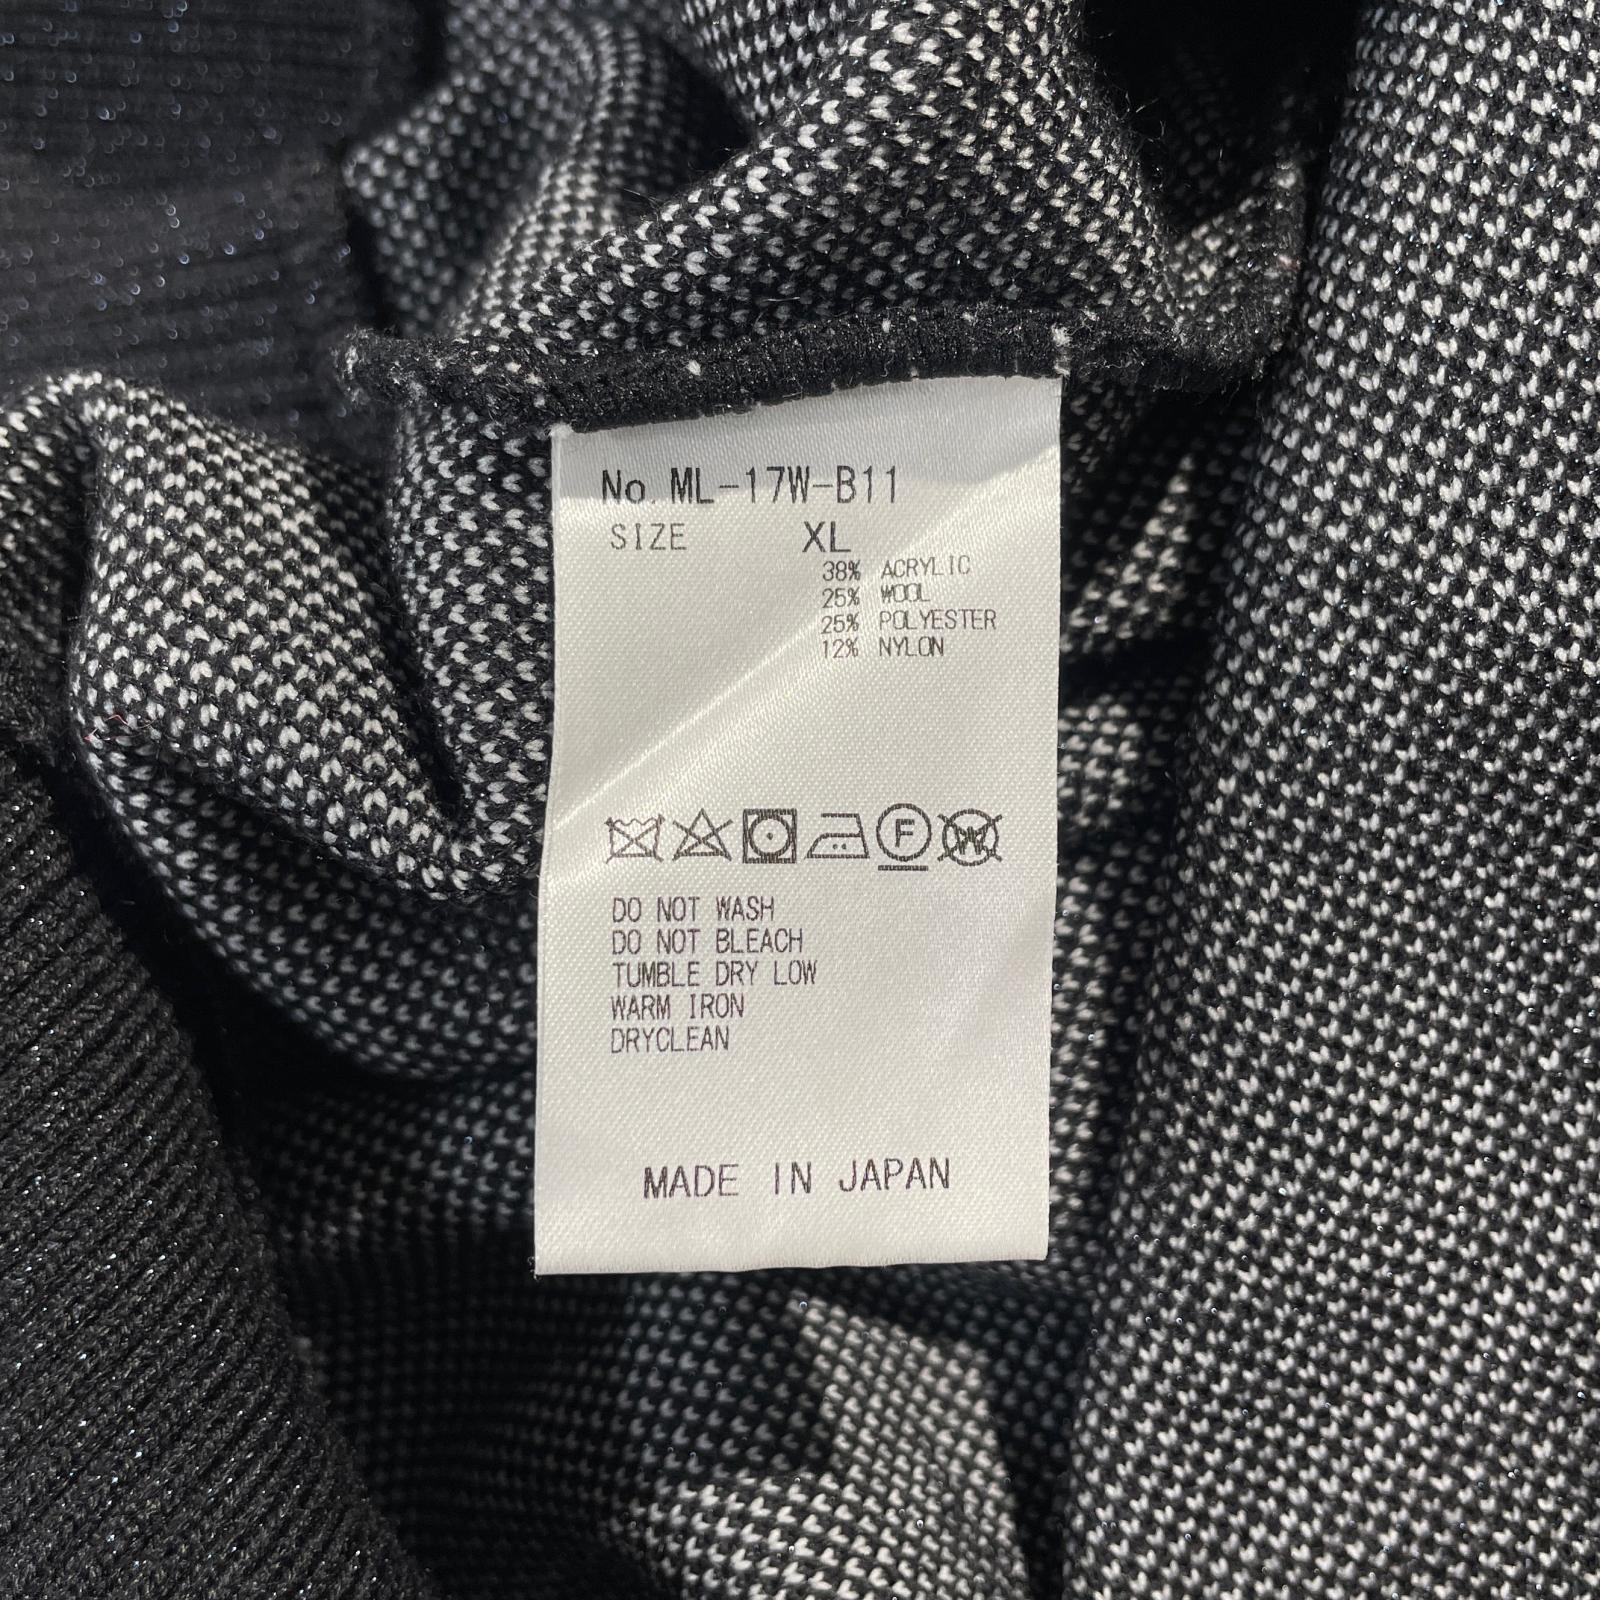 No. ML-17W-B11
SIZE XL
38% ACRYLIC
25% WOOL
25% POLYESTER
12% NYLON
F W
DO NOT WASH
DO NOT BLEACH
TUMBLE DRY LOW
WARM IRON
DRYCLEAN
MADE IN JAPAN